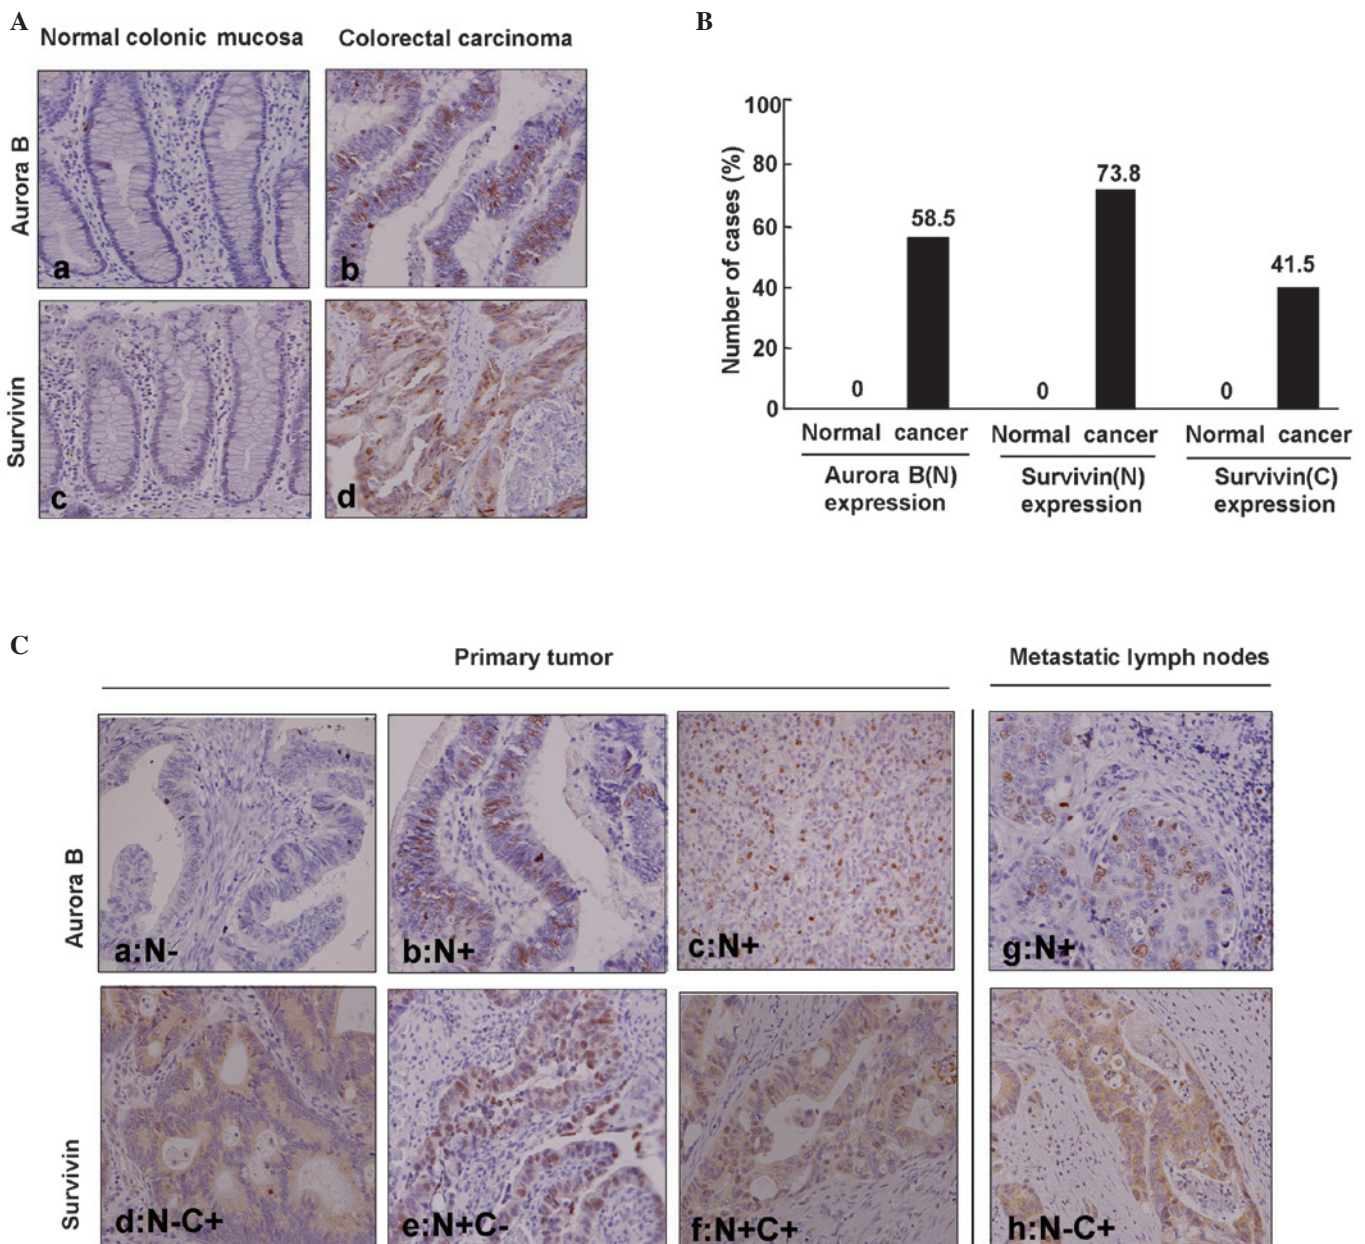 A
Normal colonic mucosa
Colorectal carcinoma
Aurora B
a
b
Survivin
c
d
B
Number of cases (%)
100
80
60
40
20
0
0
58.5
0
73.8
0
41.5
Normal cancer
Normal cancer
Normal cancer
Aurora B(N)
expression
Survivin(N)
expression
Survivin(C)
expression
C
Primary tumor
Metastatic lymph nodes
Aurora B
a:N-
b:N+
c:N+
g:N+
Survivin
d:N-C+
e:N+C-
f:N+C+
h:N-C+